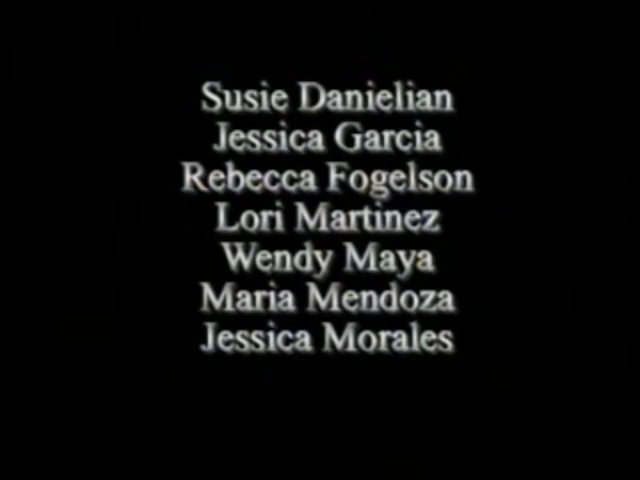 Susie Danielian
Jessica Garcia
Rebecca Fogelson
Lori Martinez
Wendy Maya
Maria Mendoza
Jessica Morales